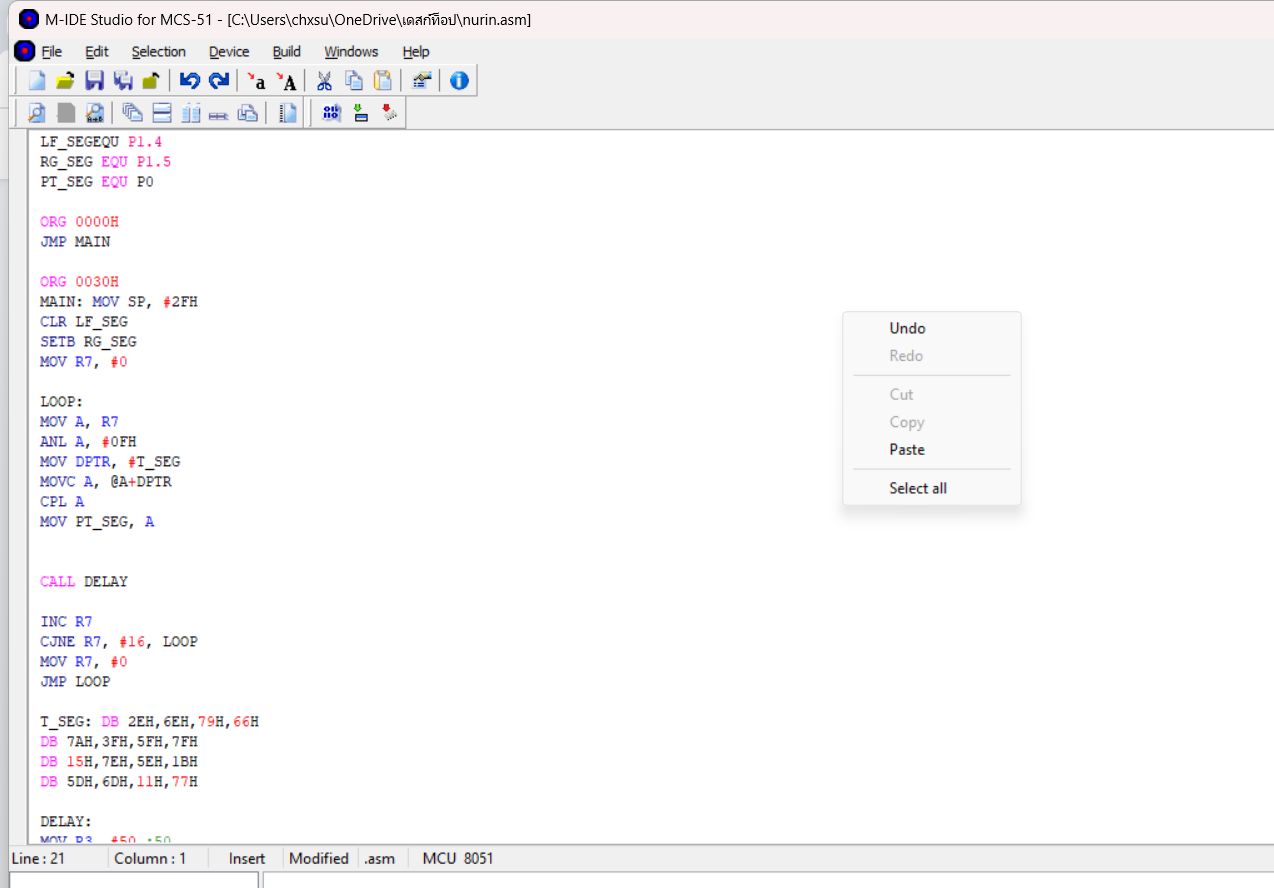 M-IDE Studio for MCS-51 - [C:\Users\chxsu\OneDrive\เดสก์ท็อป\nurin.asm]
File Edit Selection Device Build Windows Help
LF_SEGEQU P1.4
RG_SEG EQU P1.5
PT_SEG EQU P0
ORG 0000H
JMP MAIN
ORG 0030H
MAIN: MOV SP, #2FH
CLR LF_SEG
SETB RG_SEG
MOV R7, #0
LOOP:
MOV A, R7
ANL A, #0FH
MOV DPTR, #T_SEG
MOVC A, @A+DPTR
CPL A
MOV PT_SEG, A
CALL DELAY
INC R7
CJNE R7, #16, LOOP
MOV R7, #0
JMP LOOP
T_SEG: DB 2EH,6EH,79H,66H
DB 7AH,3FH,5FH,7FH
DB 15H,7EH,5EH,1BH
DB 5DH,6DH,11H,77H
DELAY:
MOV R3, #50 ;50
Undo
Redo
Cut
Copy
Paste
Select all
Line : 21 Column : 1 Insert Modified .asm MCU 8051